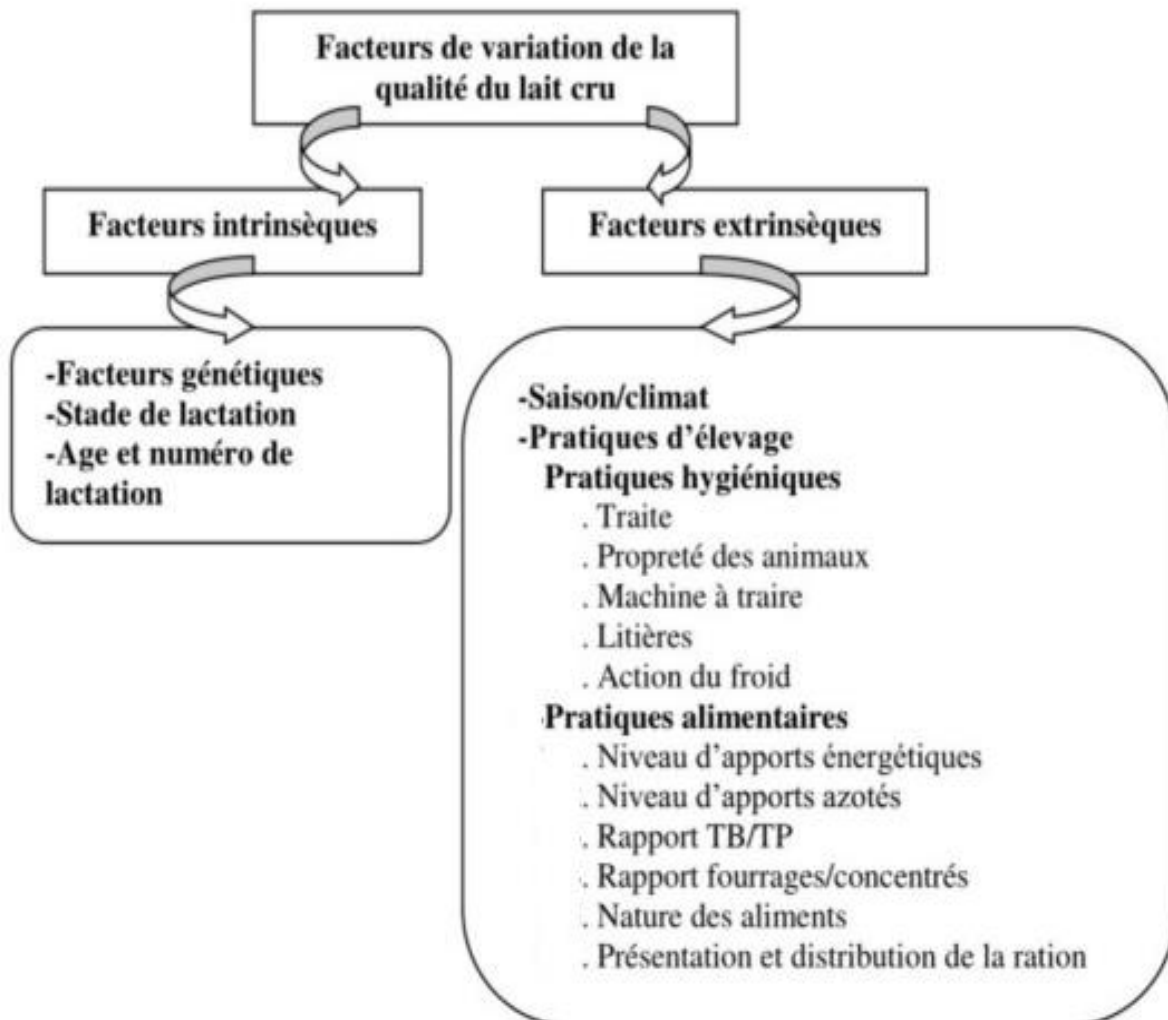 Facteurs de variation de la
qualité du lait cru
Facteurs intrinsèques
Facteurs extrinsèques
-Facteurs génétiques
-Stade de lactation
-Age et numéro de
lactation
-Saison/climat
-Pratiques d’élevage
Pratiques hygiéniques
. Traite
. Propreté des animaux
. Machine à traire
. Litières
. Action du froid
-Pratiques alimentaires
. Niveau d’apports énergétiques
. Niveau d’apports azotés
. Rapport TB/TP
. Rapport fourrages/concentrés
. Nature des aliments
. Présentation et distribution de la ration